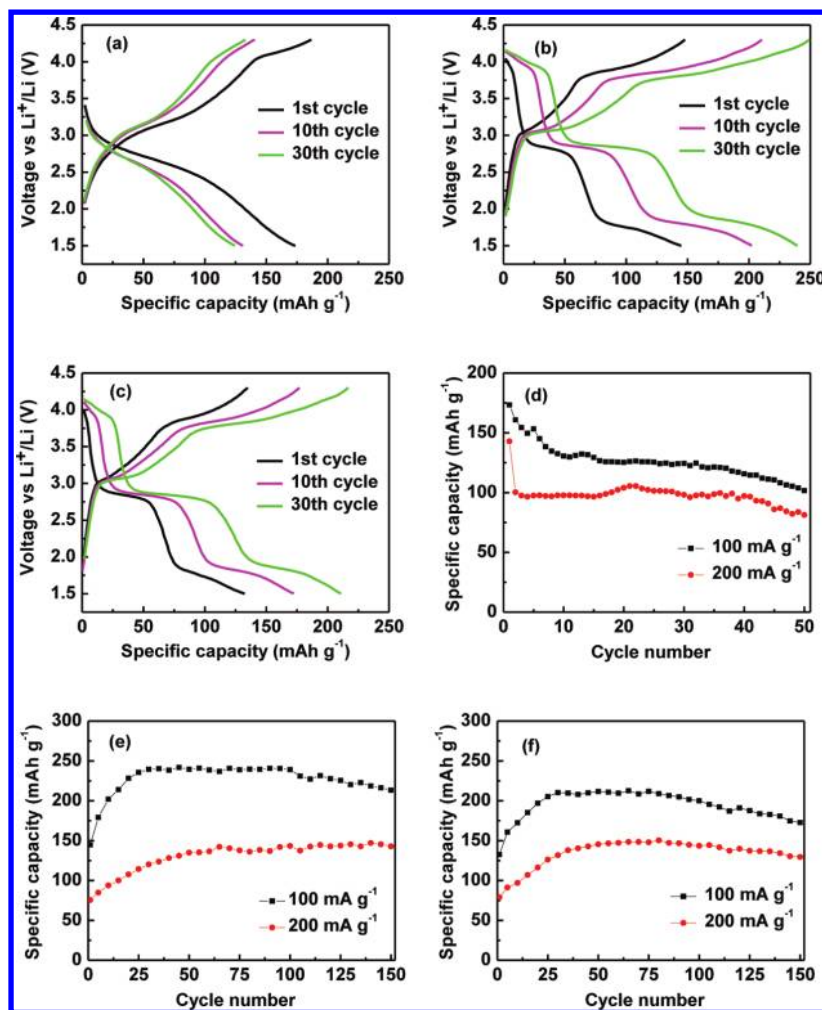 (a)
4.5
4.0
3.5
3.0
2.5
2.0
1.5
Voltage vs Li⁺/Li (V)
1st cycle
10th cycle
30th cycle
0 50 100 150 200 250
Specific capacity (mAh g⁻¹)
(b)
4.5
4.0
3.5
3.0
2.5
2.0
1.5
Voltage vs Li⁺/Li (V)
1st cycle
10th cycle
30th cycle
0 50 100 150 200 250
Specific capacity (mAh g⁻¹)
(c)
4.5
4.0
3.5
3.0
2.5
2.0
1.5
Voltage vs Li⁺/Li (V)
1st cycle
10th cycle
30th cycle
0 50 100 150 200 250
Specific capacity (mAh g⁻¹)
(d)
200
150
100
50
0
Specific capacity (mAh g⁻¹)
100 mA g⁻¹
200 mA g⁻¹
0 10 20 30 40 50
Cycle number
(e)
300
250
200
150
100
50
0
Specific capacity (mAh g⁻¹)
100 mA g⁻¹
200 mA g⁻¹
0 25 50 75 100 125 150
Cycle number
(f)
300
250
200
150
100
50
0
Specific capacity (mAh g⁻¹)
100 mA g⁻¹
200 mA g⁻¹
0 25 50 75 100 125 150
Cycle number